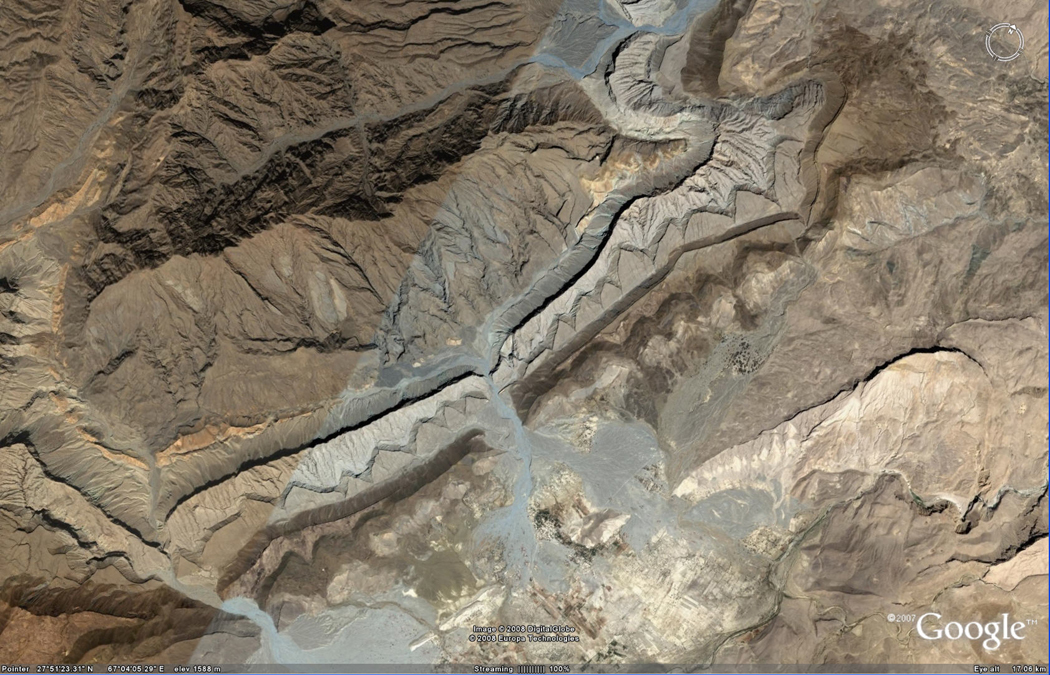 N
©2007 Google™
Image © 2008 DigitalGlobe
© 2008 Europa Technologies
Pointer 27°51'23.31" N 67°04'05.29" E elev 1588 m Streaming |||||||||| 100% Eye alt 17.06 km